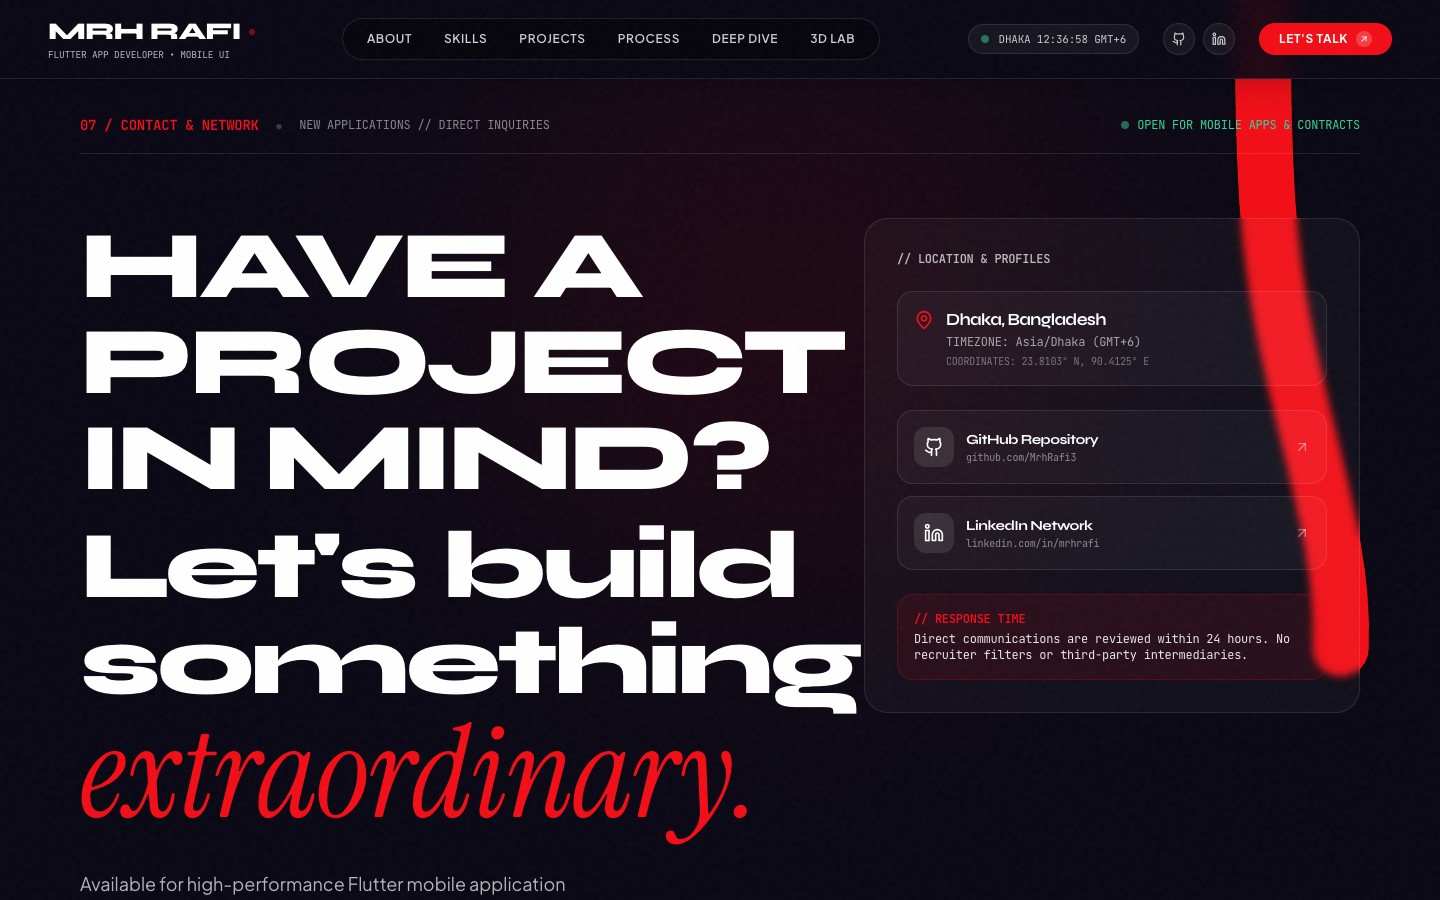 MRH RAFI
FLUTTER APP DEVELOPER • MOBILE UI
ABOUT
SKILLS
PROJECTS
PROCESS
DEEP DIVE
3D LAB
DHAKA 12:36:58 GMT+6
LET'S TALK
07 / CONTACT & NETWORK
NEW APPLICATIONS // DIRECT INQUIRIES
OPEN FOR MOBILE APPS & CONTRACTS
HAVE A
PROJECT
IN MIND?
Let's build
something
extraordinary.
Available for high-performance Flutter mobile application
// LOCATION & PROFILES
Dhaka, Bangladesh
TIMEZONE: Asia/Dhaka (GMT+6)
COORDINATES: 23.8103° N, 90.4125° E
GitHub Repository
github.com/MrhRafi3
LinkedIn Network
linkedin.com/in/mrhrafi
// RESPONSE TIME
Direct communications are reviewed within 24 hours. No
recruiter filters or third-party intermediaries.